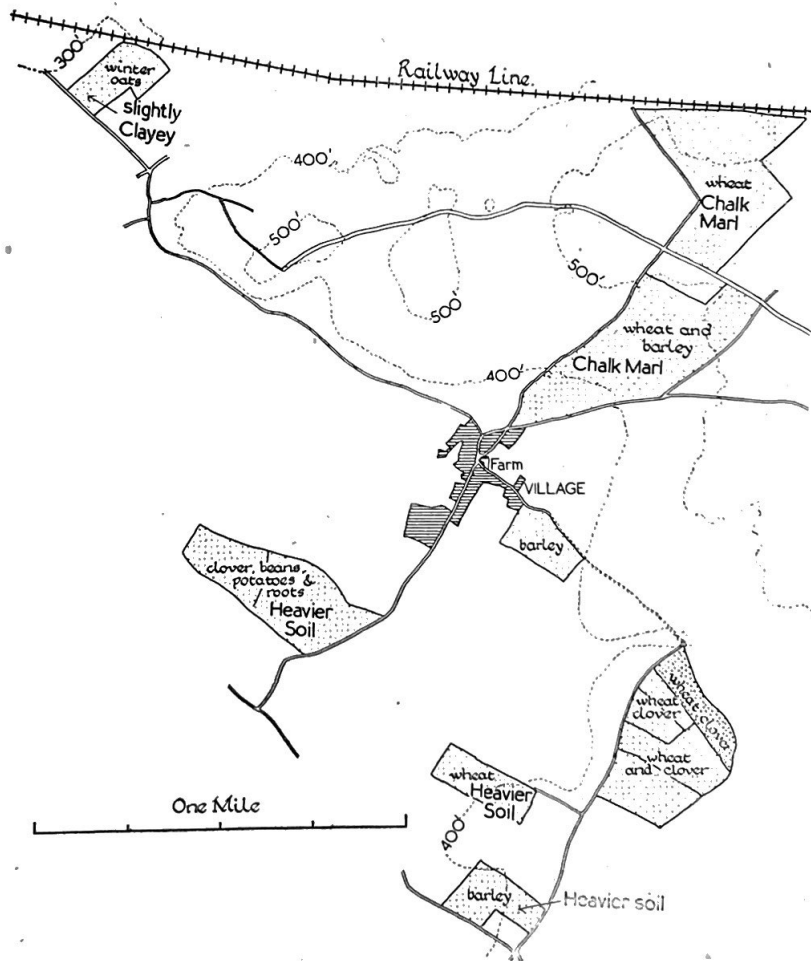 300'
winter
oats
slightly
Clayey
Railway Line.
400'
wheat
Chalk
Marl
500'
500'
500'
wheat and
barley
Chalk Marl
400'
Farm
VILLAGE
barley
clover, beans,
potatoes &
roots
Heavier
Soil
wheat clover
wheat
clover
wheat
and clover
wheat
Heavier
Soil
One Mile
400'
barley
Heavier soil